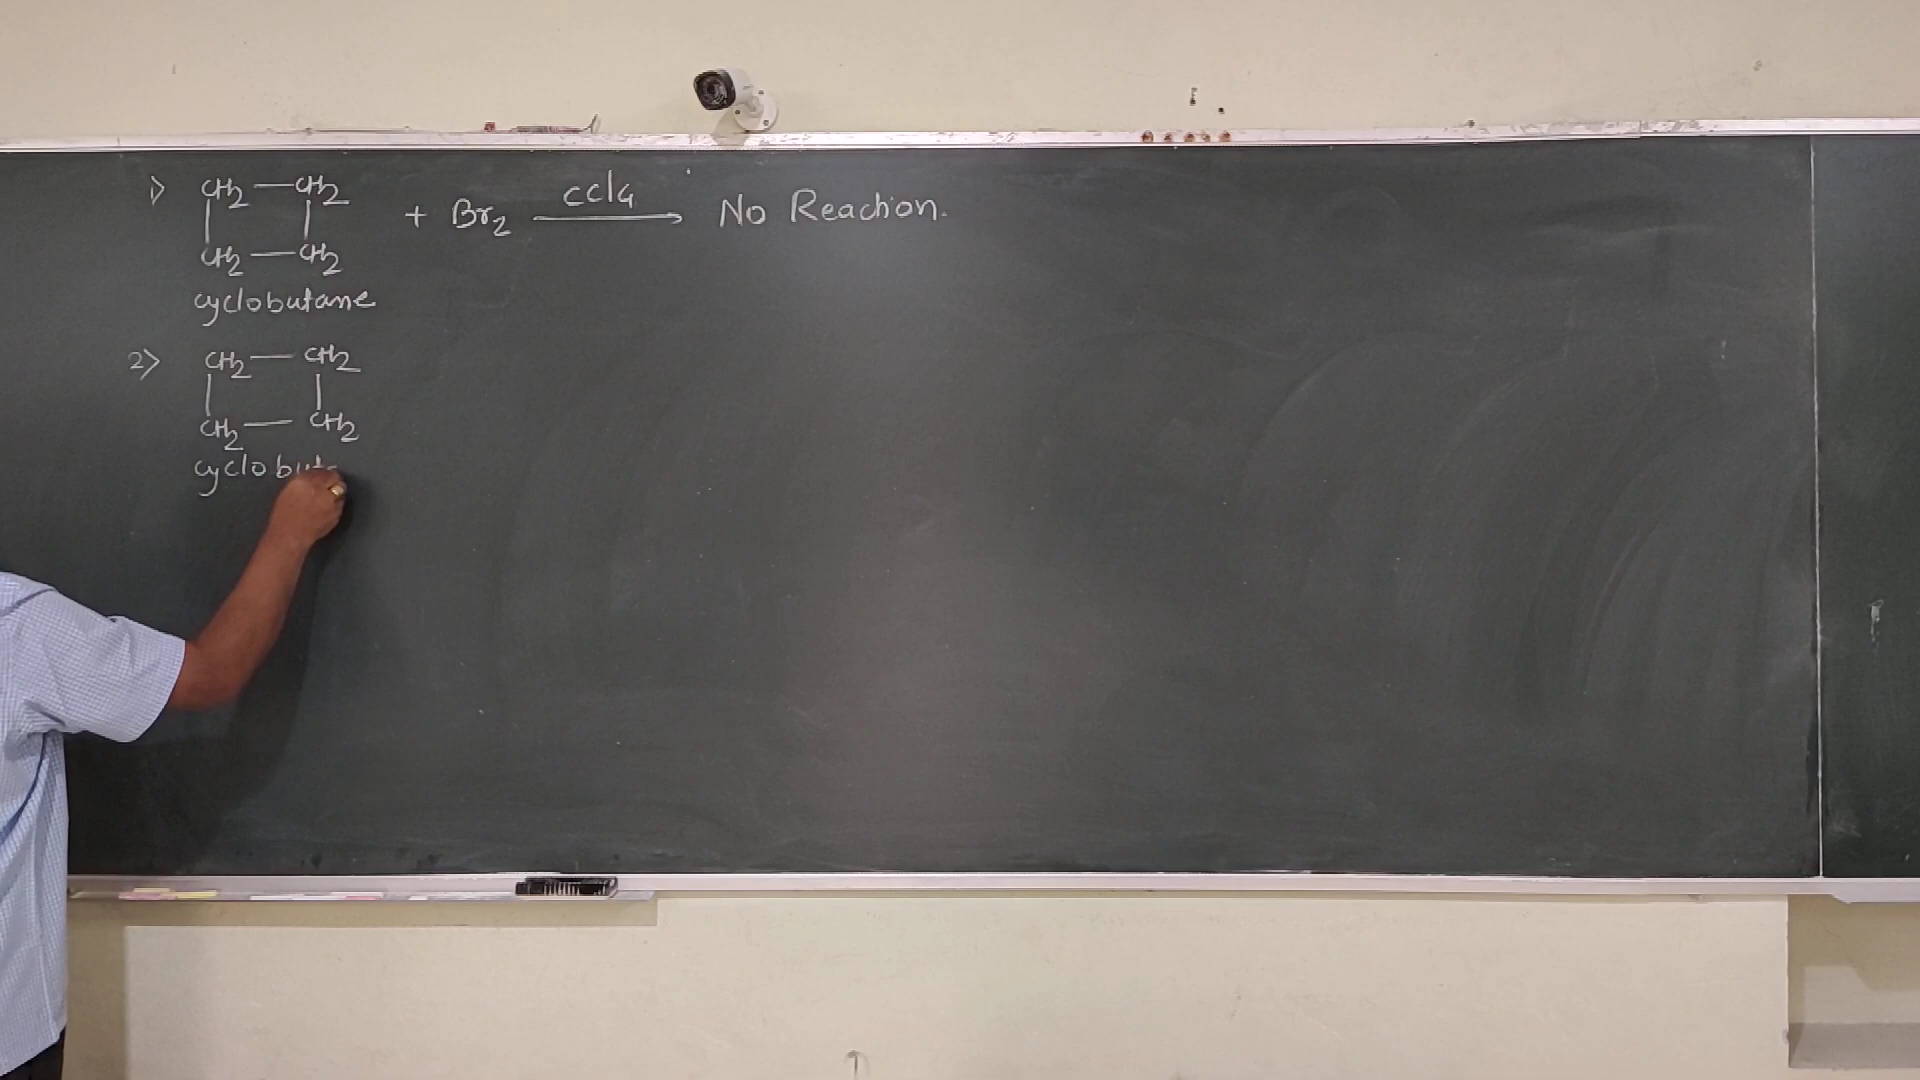 1> CH2 — CH2
+ Br2 CCl4 → No Reaction.
CH2 — CH2
cyclobutane
2> CH2 — CH2
CH2 — CH2
cyclobut